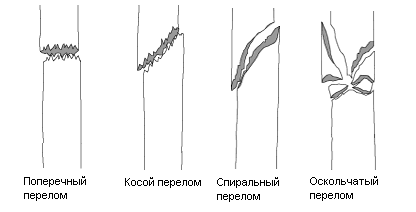 Поперечный перелом
Косой перелом
Спиральный перелом
Оскольчатый перелом